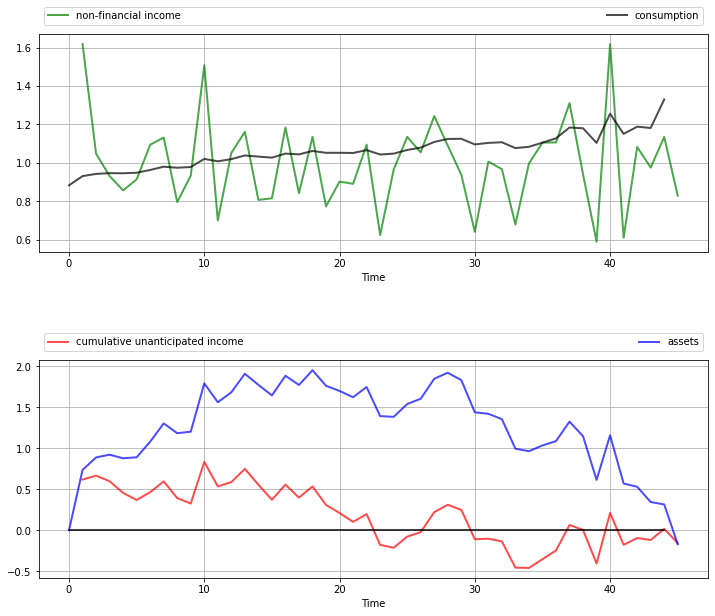 non-financial income consumption
1.6
1.4
1.2
1.0
0.8
0.6
0 10 20 30 40
Time
cumulative unanticipated income assets
2.0
1.5
1.0
0.5
0.0
−0.5
0 10 20 30 40
Time